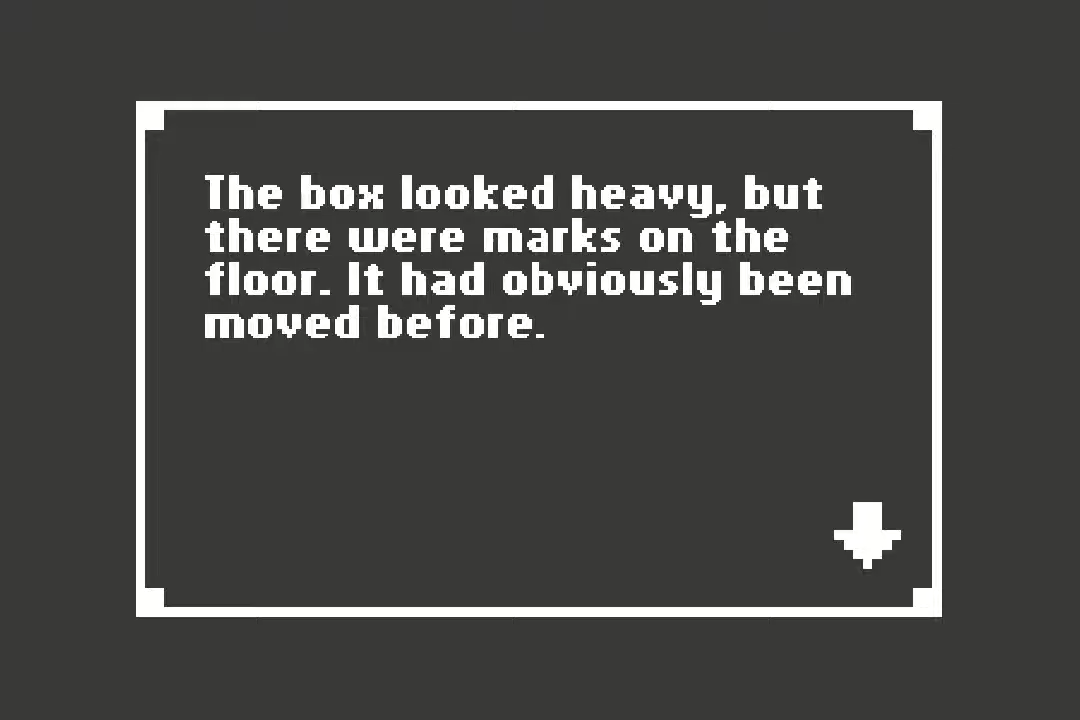 The box looked heavy, but
there were marks on the
floor. It had obviously been
moved before.